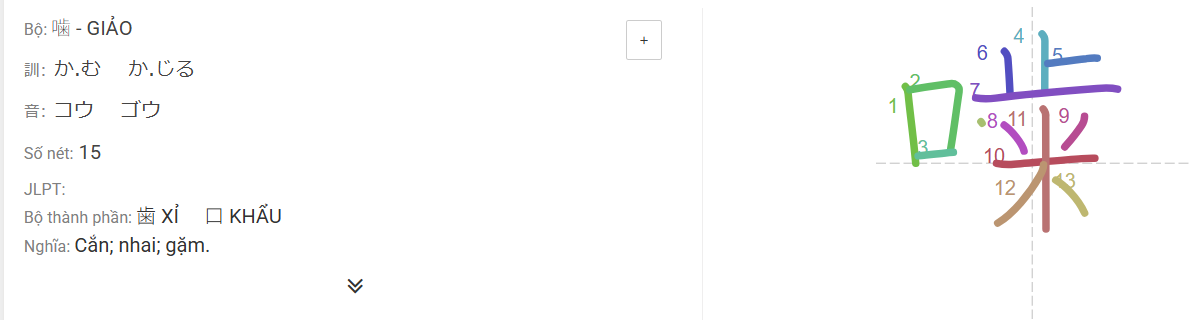 Bộ: 噛 - GIẢO
+
訓: か.む か.じる
音: コウ ゴウ
Số nét: 15
JLPT:
Bộ thành phần: 歯 XỈ 口 KHẨU
Nghĩa: Cắn; nhai; gặm.
1 2 3 4 5 6 7 8 9 10 11 12 13